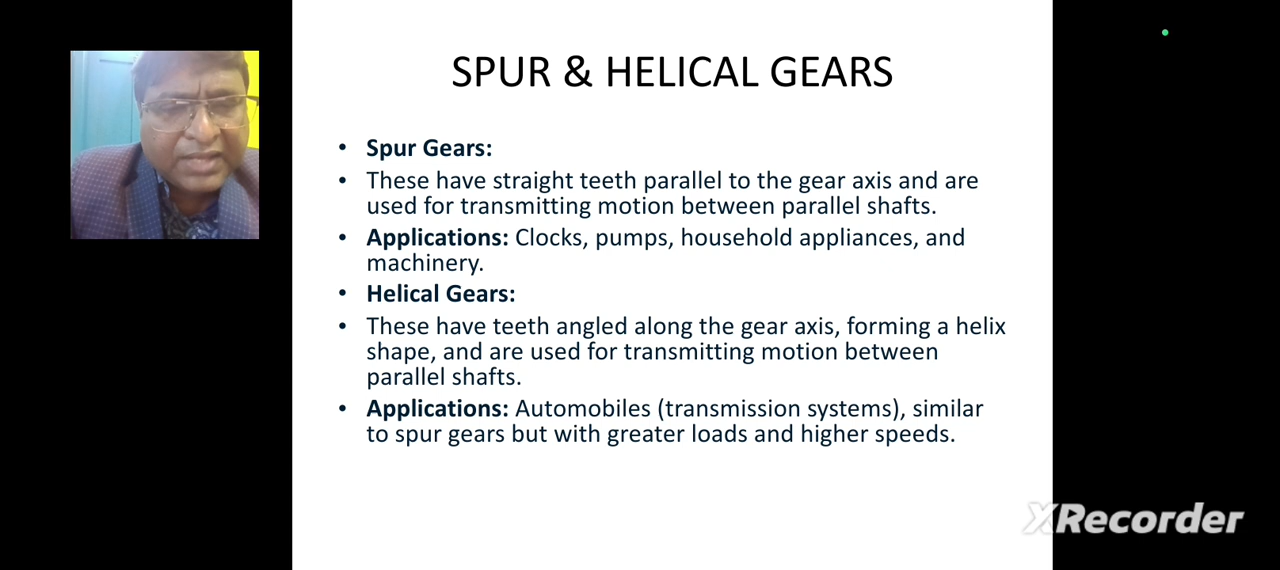 SPUR & HELICAL GEARS
• Spur Gears:
• These have straight teeth parallel to the gear axis and are
used for transmitting motion between parallel shafts.
• Applications: Clocks, pumps, household appliances, and
machinery.
• Helical Gears:
• These have teeth angled along the gear axis, forming a helix
shape, and are used for transmitting motion between
parallel shafts.
• Applications: Automobiles (transmission systems), similar
to spur gears but with greater loads and higher speeds.
XRecorder